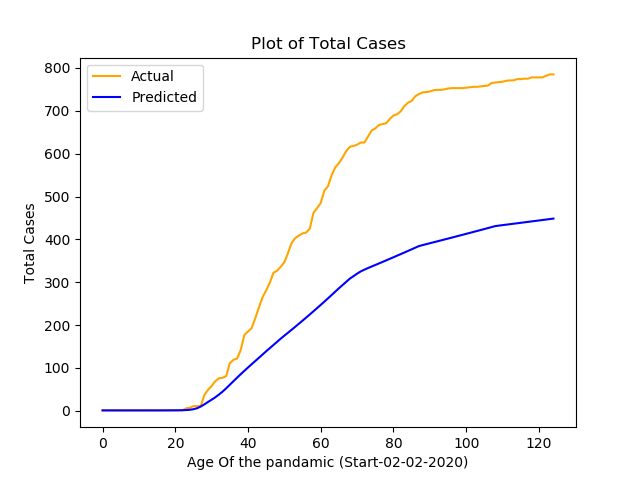 Plot of Total Cases
Actual
Predicted
Total Cases
800
700
600
500
400
300
200
100
0
0 20 40 60 80 100 120
Age Of the pandamic (Start-02-02-2020)